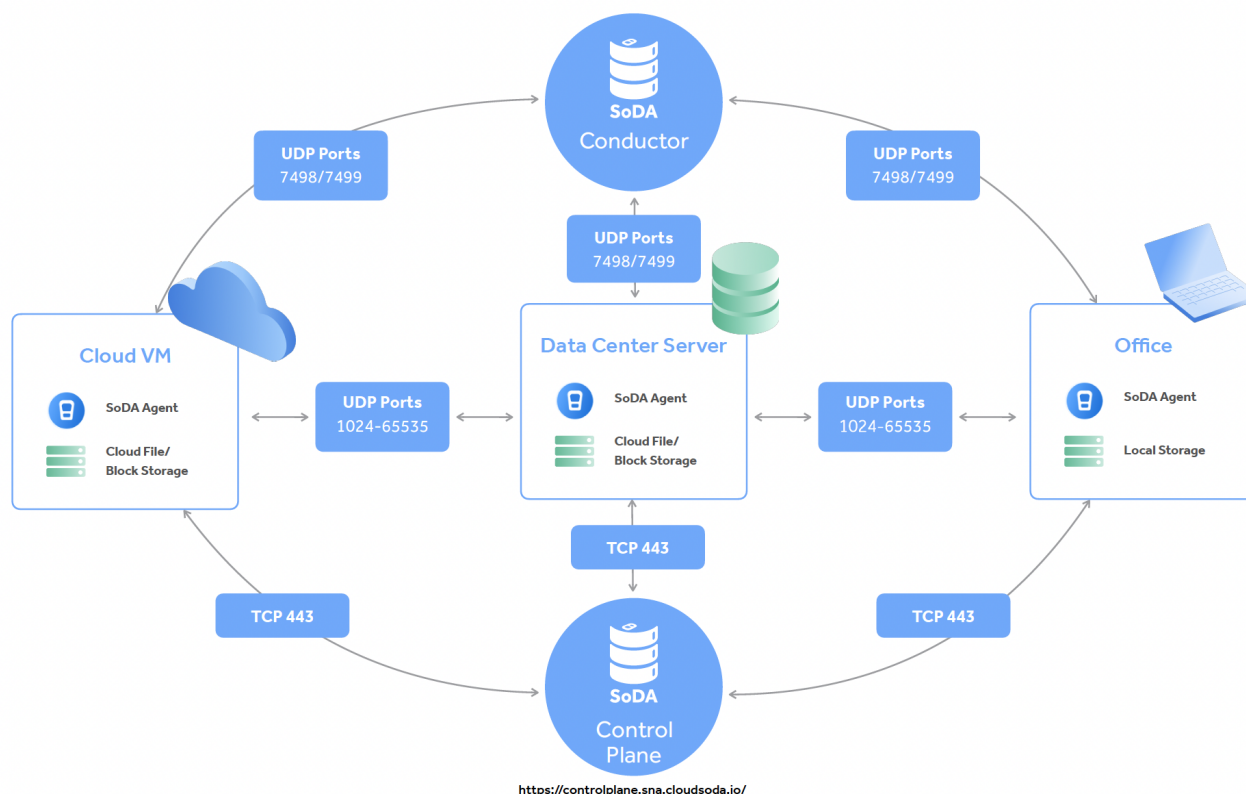 SoDA
Conductor
UDP Ports
7498/7499
UDP Ports
7498/7499
UDP Ports
7498/7499
Cloud VM
SoDA Agent
Cloud File/
Block Storage
UDP Ports
1024-65535
Data Center Server
SoDA Agent
Cloud File/
Block Storage
UDP Ports
1024-65535
Office
SoDA Agent
Local Storage
TCP 443
TCP 443
TCP 443
SoDA
Control
Plane
https://controlplane.sna.cloudsoda.io/